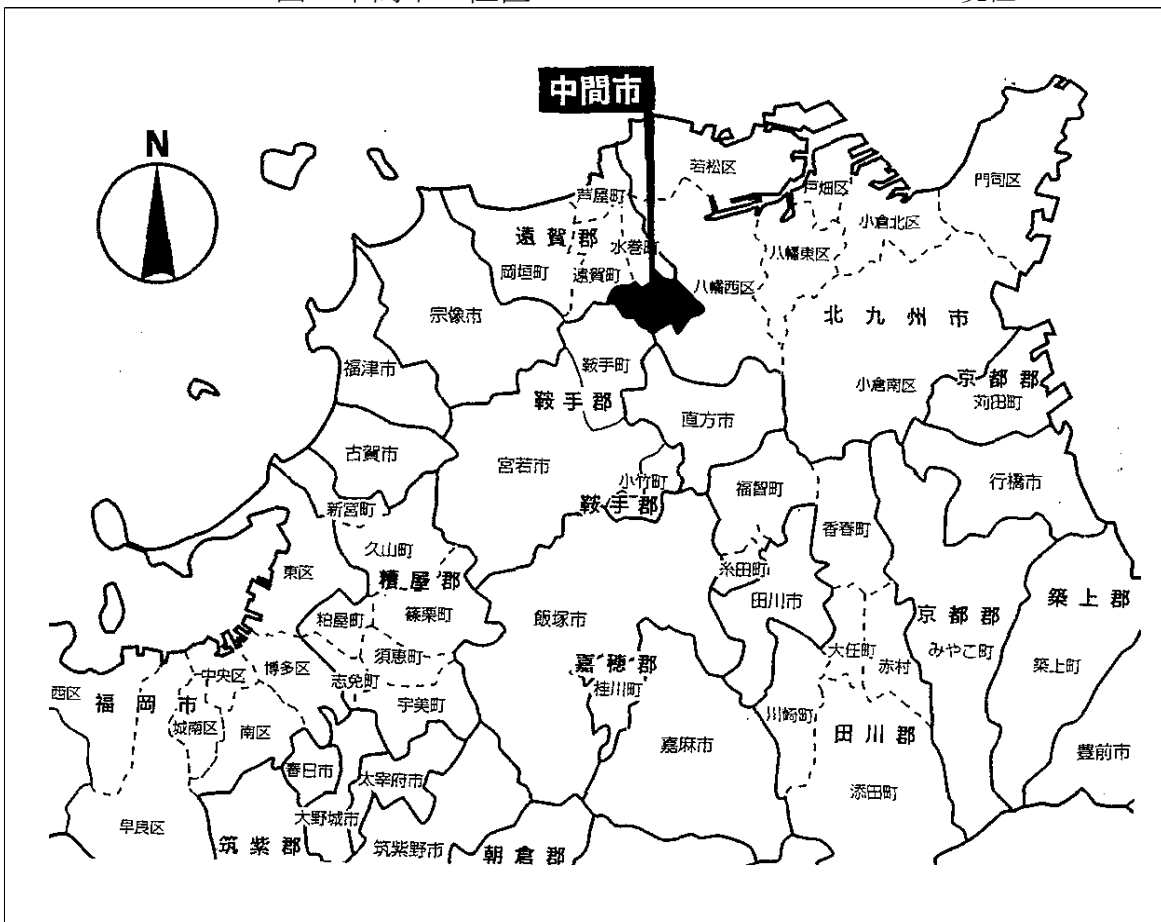 中間市
N
若松区
門司区
戸畑区
芦屋町
小倉北区
遠賀郡
水巻町
八幡東区
岡垣町
遠賀町
八幡西区
宗像市
北九州市
鞍手町
福津市
小倉南区
京都郡
苅田町
鞍手郡
直方市
古賀市
宮若市
小竹町
福智町
行橋市
新宮町
鞍手郡
香春町
久山町
東区
糟屋郡
糸田町
田川市
築上郡
粕屋町
篠栗町
飯塚市
京都郡
須恵町
嘉穂郡
大任町
赤村
みやこ町
築上町
中央区
博多区
志免町
桂川町
西区
福岡市
宇美町
川崎町
城南区
南区
嘉麻市
田川郡
豊前市
春日市
太宰府市
添田町
早良区
大野城市
筑紫郡
筑紫野市
朝倉郡